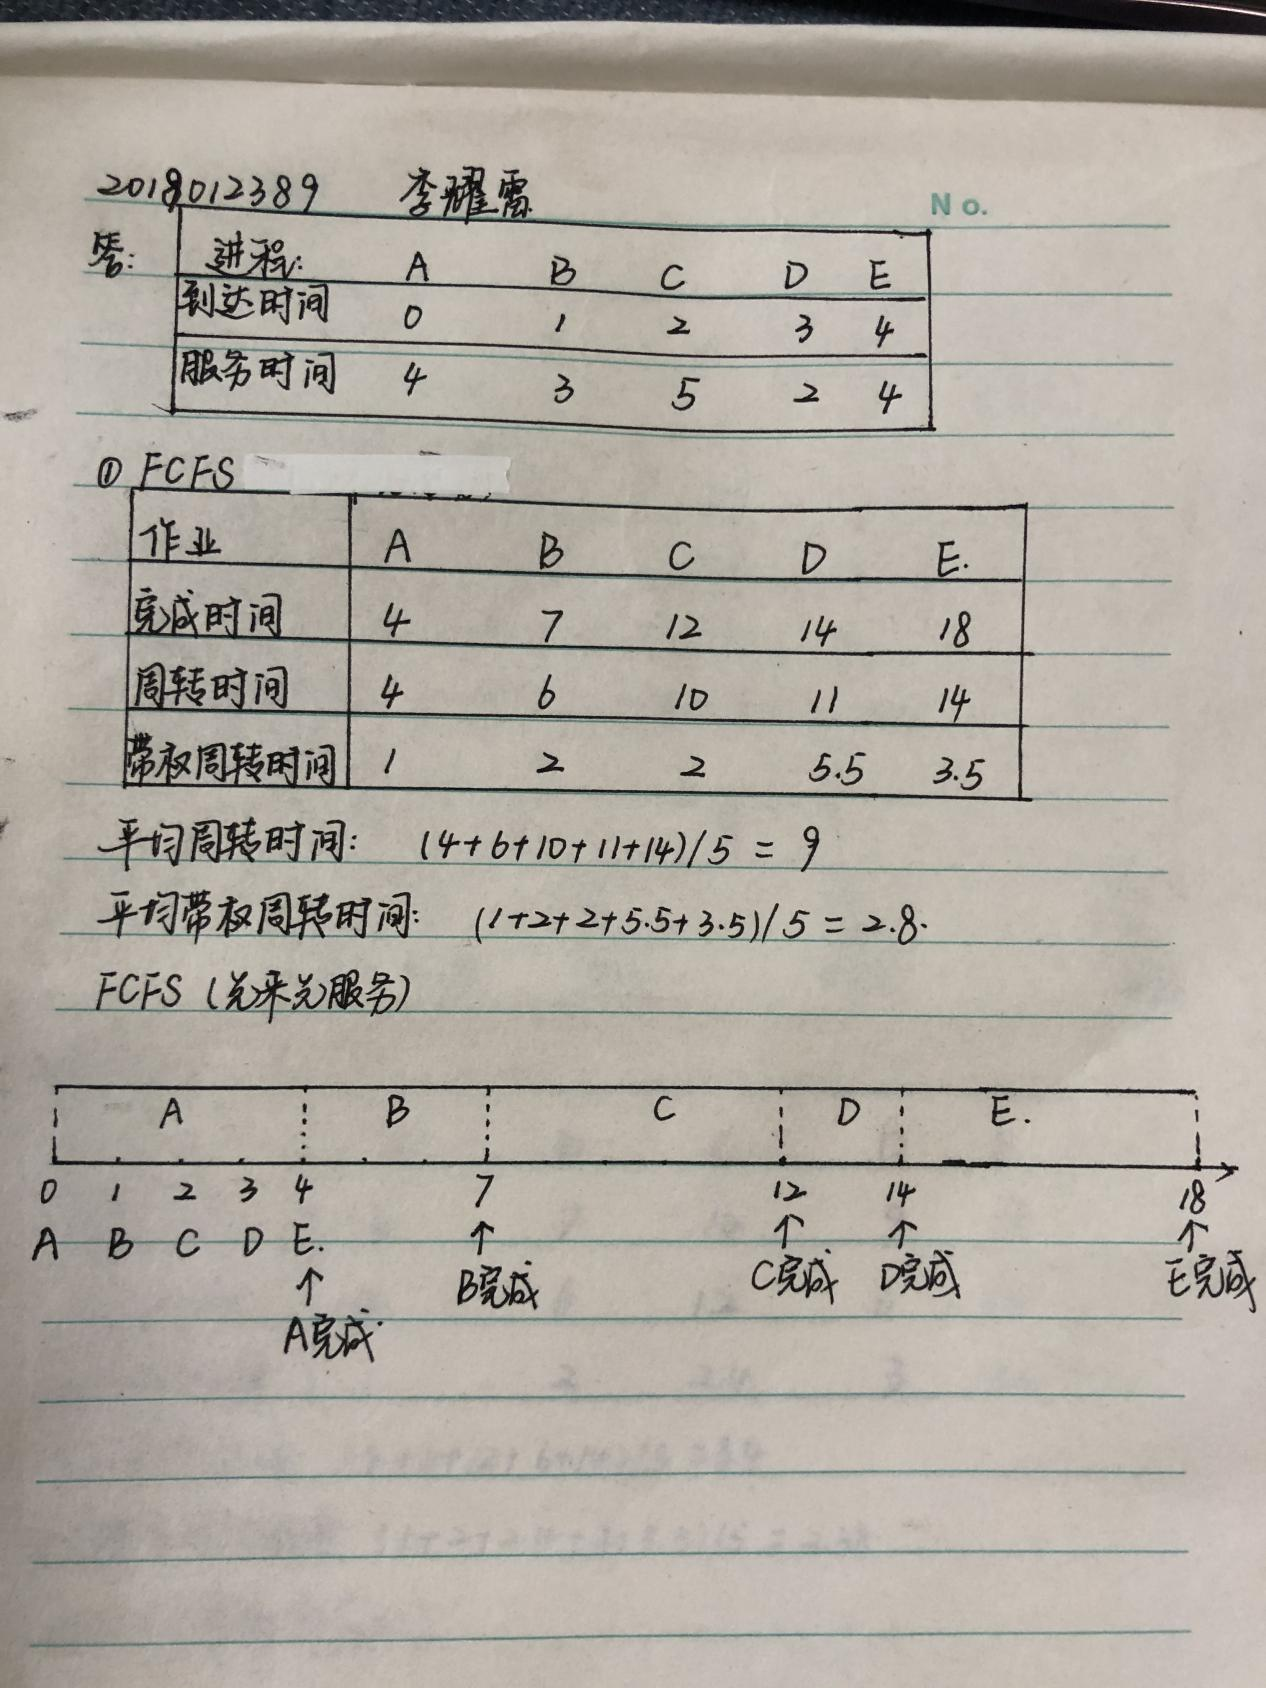 2018012389 李耀
No.
答:
进程: A B C D E
到达时间 0 1 2 3 4
服务时间 4 3 5 2 4
① FCFS
作业 A B C D E.
完成时间 4 7 12 14 18
周转时间 4 6 10 11 14
带权周转时间 1 2 2 5.5 3.5
平均周转时间: (4+6+10+11+14)/5 = 9
平均带权周转时间: (1+2+2+5.5+3.5)/5 = 2.8.
FCFS (先来先服务)
A B C D E.
0 1 2 3 4 7 12 14 18
A B C D E. ↑ ↑ ↑ ↑
↑ B完成 C完成 D完成 E完成
A完成